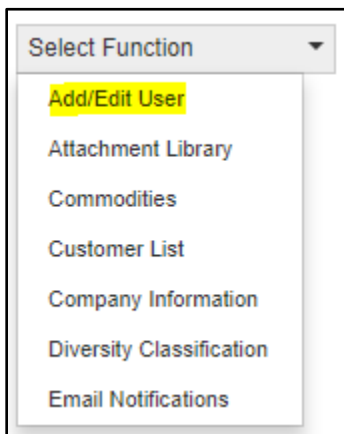 Select Function
Add/Edit User
Attachment Library
Commodities
Customer List
Company Information
Diversity Classification
Email Notifications